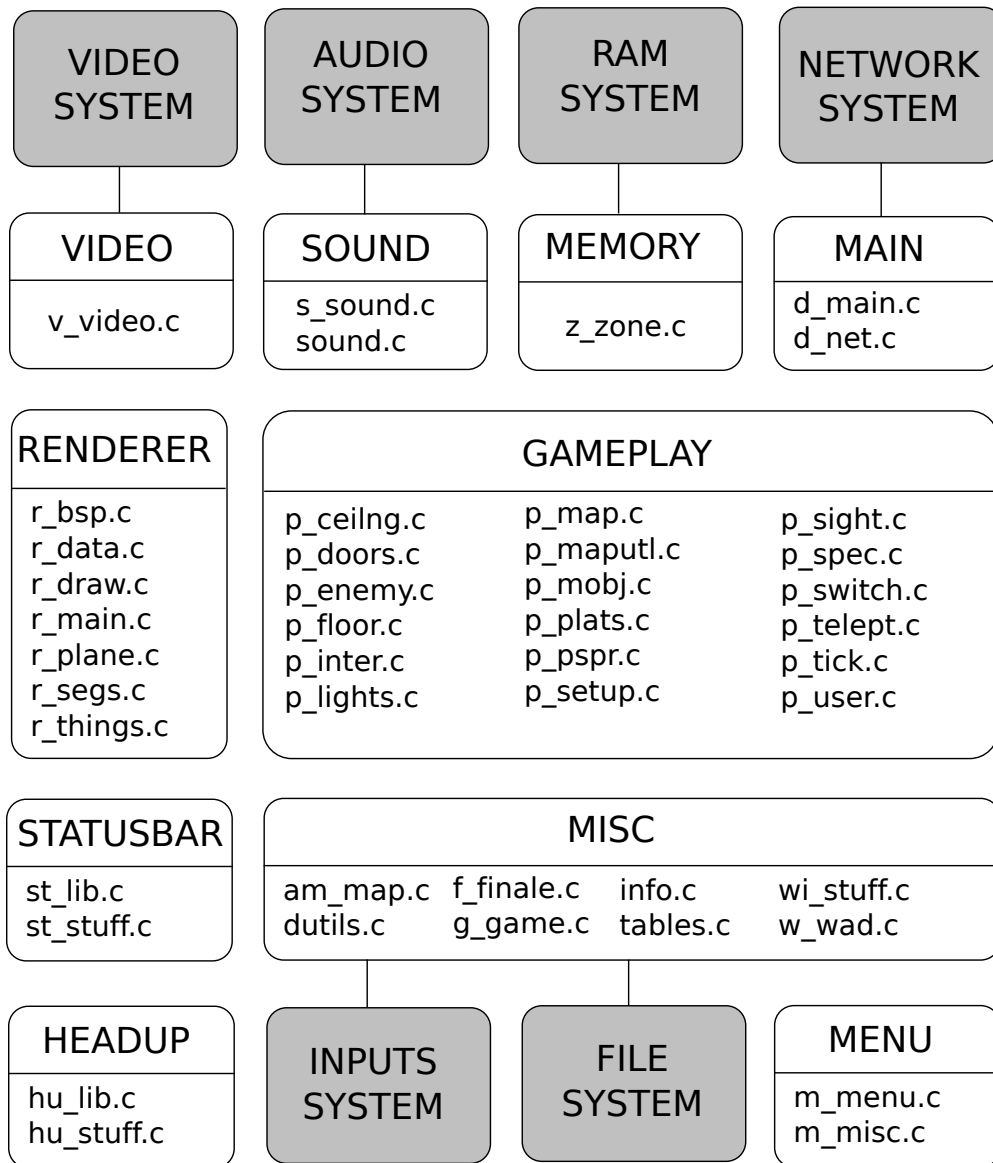 VIDEO
SYSTEM
AUDIO
SYSTEM
RAM
SYSTEM
NETWORK
SYSTEM
VIDEO
v_video.c
SOUND
s_sound.c
sound.c
MEMORY
z_zone.c
MAIN
d_main.c
d_net.c
RENDERER
r_bsp.c
r_data.c
r_draw.c
r_main.c
r_plane.c
r_segs.c
r_things.c
GAMEPLAY
p_ceilng.c
p_doors.c
p_enemy.c
p_floor.c
p_inter.c
p_lights.c
p_map.c
p_maputl.c
p_mobj.c
p_plats.c
p_pspr.c
p_setup.c
p_sight.c
p_spec.c
p_switch.c
p_telept.c
p_tick.c
p_user.c
STATUSBAR
st_lib.c
st_stuff.c
MISC
am_map.c
dutils.c
f_finale.c
g_game.c
info.c
tables.c
wi_stuff.c
w_wad.c
HEADUP
hu_lib.c
hu_stuff.c
INPUTS
SYSTEM
FILE
SYSTEM
MENU
m_menu.c
m_misc.c